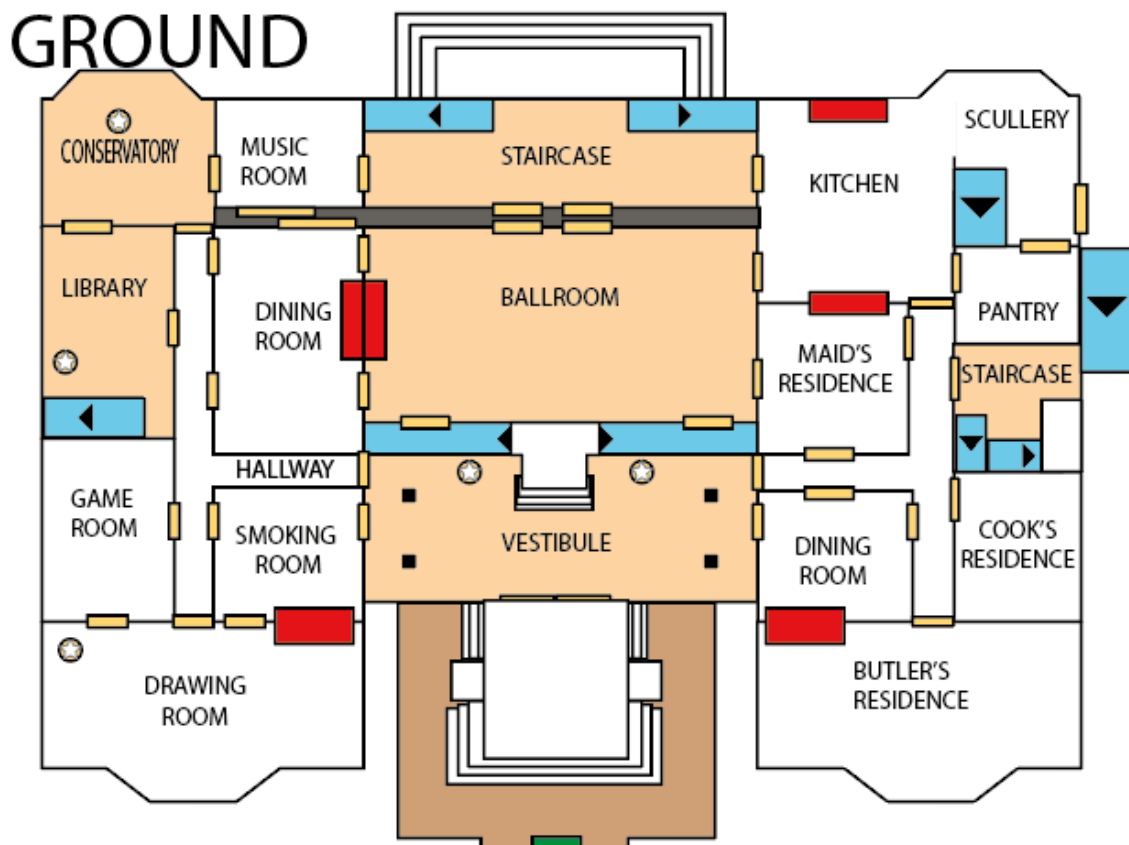 GROUND
CONSERVATORY
MUSIC
ROOM
STAIRCASE
KITCHEN
SCULLERY
LIBRARY
DINING
ROOM
BALLROOM
MAID'S
RESIDENCE
PANTRY
STAIRCASE
HALLWAY
GAME
ROOM
SMOKING
ROOM
VESTIBULE
DINING
ROOM
COOK'S
RESIDENCE
DRAWING
ROOM
BUTLER'S
RESIDENCE